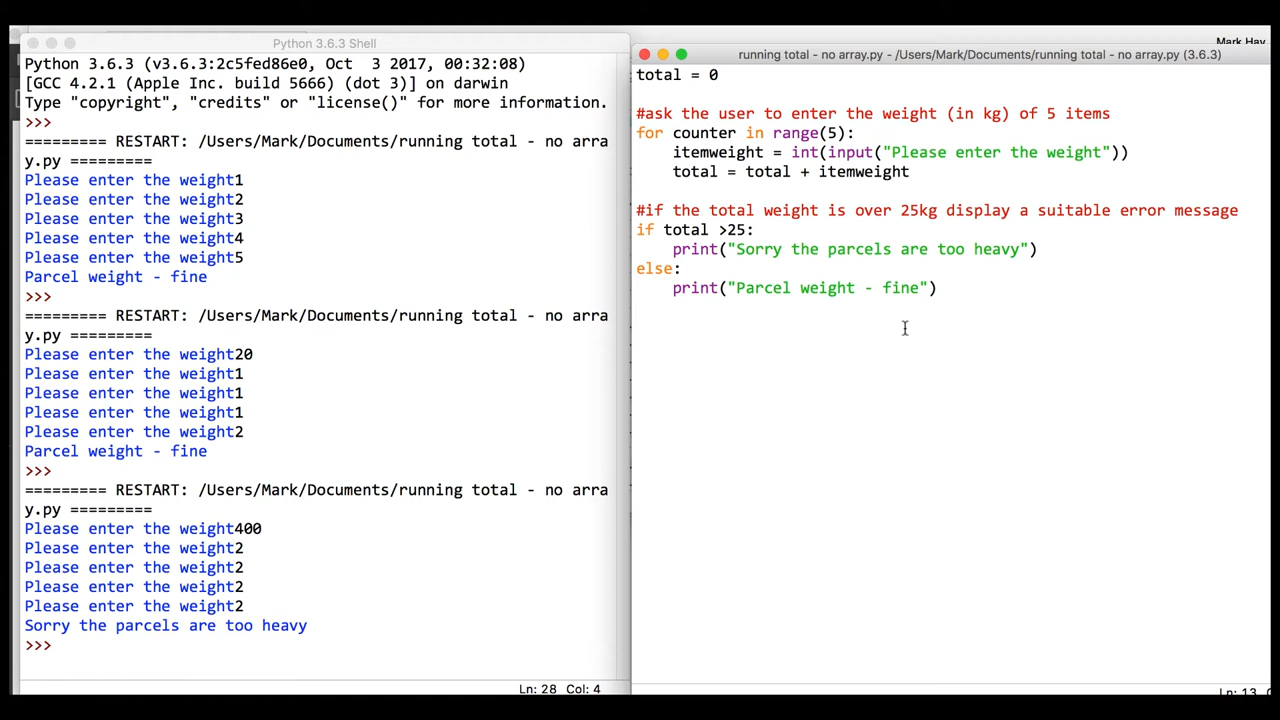 Python 3.6.3 Shell
Python 3.6.3 (v3.6.3:2c5fed86e0, Oct  3 2017, 00:32:08)
[GCC 4.2.1 (Apple Inc. build 5666) (dot 3)] on darwin
Type "copyright", "credits" or "license()" for more information.
>>>
========= RESTART: /Users/Mark/Documents/running total - no arra
y.py =========
Please enter the weight1
Please enter the weight2
Please enter the weight3
Please enter the weight4
Please enter the weight5
Parcel weight - fine
>>>
========= RESTART: /Users/Mark/Documents/running total - no arra
y.py =========
Please enter the weight20
Please enter the weight1
Please enter the weight1
Please enter the weight1
Please enter the weight2
Parcel weight - fine
>>>
========= RESTART: /Users/Mark/Documents/running total - no arra
y.py =========
Please enter the weight400
Please enter the weight2
Please enter the weight2
Please enter the weight2
Please enter the weight2
Sorry the parcels are too heavy
>>>
Ln: 28 Col: 4
Mark Hay
running total - no array.py - /Users/Mark/Documents/running total - no array.py (3.6.3)
total = 0
#ask the user to enter the weight (in kg) of 5 items
for counter in range(5):
    itemweight = int(input("Please enter the weight"))
    total = total + itemweight
#if the total weight is over 25kg display a suitable error message
if total >25:
    print("Sorry the parcels are too heavy")
else:
    print("Parcel weight - fine")
Ln: 13